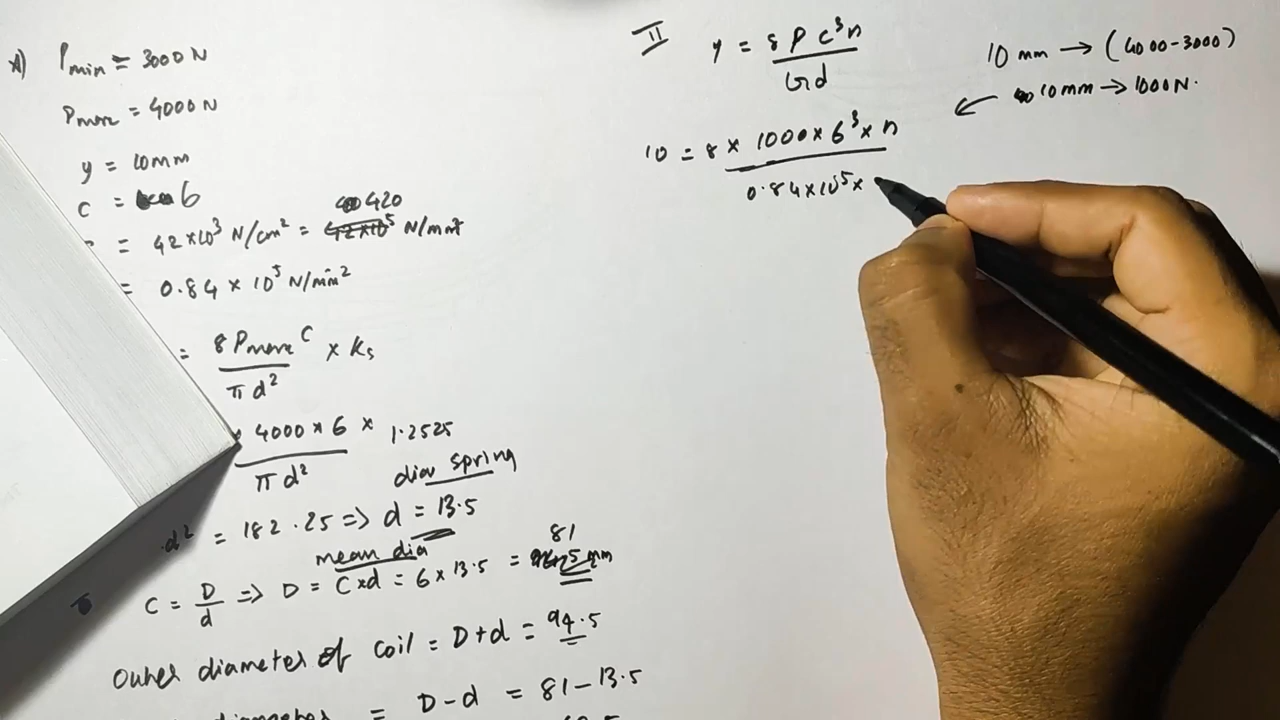 A) Pmin = 3000 N
Pmax = 4000 N
y = 10mm
C = 6
= 42×10³ N/cm² = 420 N/mm²
= 0.84 × 10⁵ N/mm²
= 8 Pmax C / π d² × Ks
4000 × 6 × 1.2525 / π d²
dia spring
d² = 182.25 => d = 13.5
mean dia
C = D/d => D = C×d = 6 × 13.5 = 81 mm
Outer diameter of coil = D+d = 94.5
diameter = D-d = 81-13.5
II y = 8 P C³ n / G d
10 mm → (4000-3000)
10mm → 1000N.
10 = 8 × 1000 × 6³ × n / 0.84×10⁵×